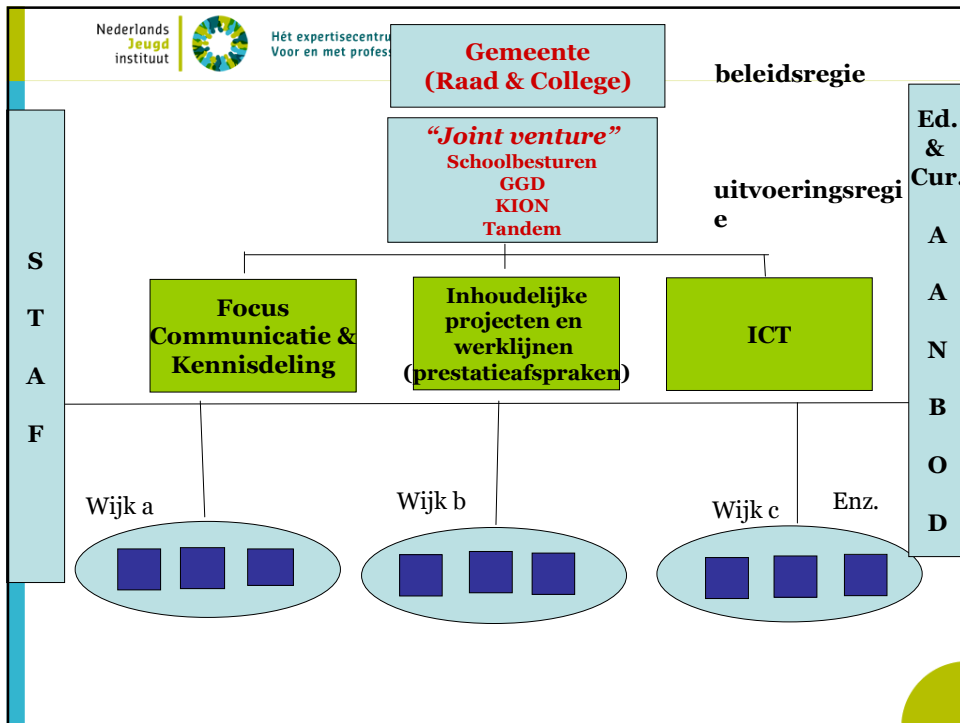 Nederlands
Jeugd
instituut
Hét expertisecentru
Voor en met profess
Gemeente
(Raad & College)
beleidsregie
“Joint venture”
Schoolbesturen
GGD
KION
Tandem
uitvoeringsregi
e
S
T
A
F
Ed.
&
Cur.
A
A
N
B
O
D
Focus
Communicatie &
Kennisdeling
Inhoudelijke
projecten en
werklijnen
(prestatieafspraken)
ICT
Wijk a
Wijk b
Wijk c
Enz.